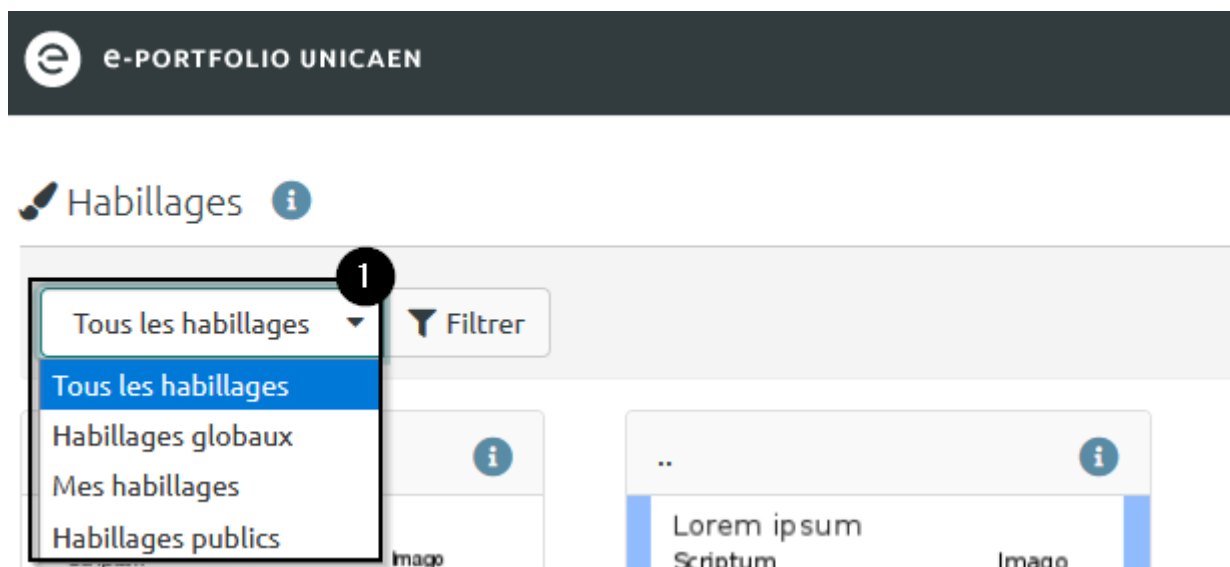 e-PORTFOLIO UNICAEN
Habillages
1
Tous les habillages Filtrer
Tous les habillages
Habillages globaux
Mes habillages
Habillages publics
..
Lorem ipsum
Imago
Scriptum Imago